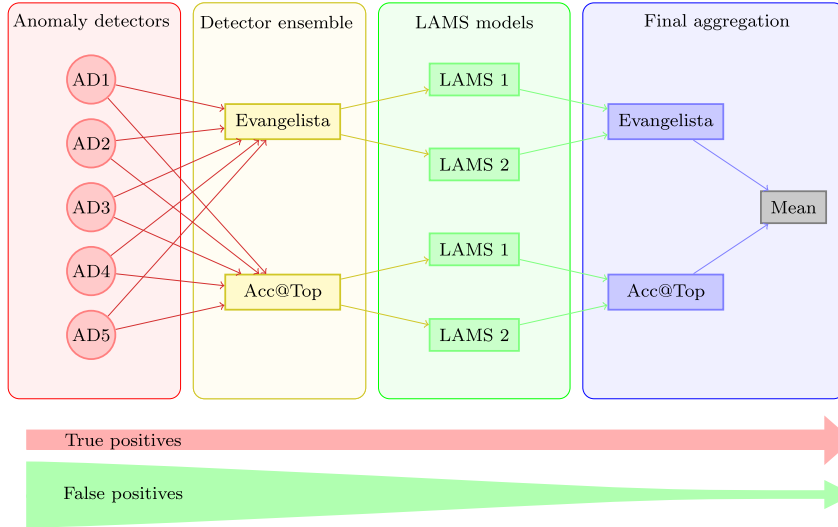 Anomaly detectors
Detector ensemble
LAMS models
Final aggregation
AD1
AD2
AD3
AD4
AD5
Evangelista
Acc@Top
LAMS 1
LAMS 2
LAMS 1
LAMS 2
Evangelista
Acc@Top
Mean
True positives
False positives